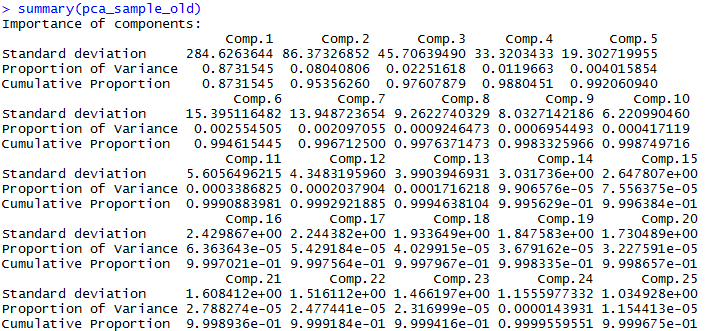 > summary(pca_sample_old)
Importance of components:
Comp.1 Comp.2 Comp.3 Comp.4 Comp.5
Standard deviation 284.6263644 86.37326852 45.70639490 33.3203433 19.302719955
Proportion of Variance 0.8731545 0.08040806 0.02251618 0.0119663 0.004015854
Cumulative Proportion 0.8731545 0.95356260 0.97607879 0.9880451 0.992060940
Comp.6 Comp.7 Comp.8 Comp.9 Comp.10
Standard deviation 15.395116482 13.948723654 9.2622740329 8.0327142186 6.220990460
Proportion of Variance 0.002554505 0.002097055 0.0009246473 0.0006954493 0.000417119
Cumulative Proportion 0.994615445 0.996712500 0.9976371473 0.9983325966 0.998749716
Comp.11 Comp.12 Comp.13 Comp.14 Comp.15
Standard deviation 5.6056496215 4.3483195960 3.9903946931 3.031736e+00 2.647807e+00
Proportion of Variance 0.0003386825 0.0002037904 0.0001716218 9.906576e-05 7.556375e-05
Cumulative Proportion 0.9990883981 0.9992921885 0.9994638104 9.995629e-01 9.996384e-01
Comp.16 Comp.17 Comp.18 Comp.19 Comp.20
Standard deviation 2.429867e+00 2.244382e+00 1.933649e+00 1.847583e+00 1.730489e+00
Proportion of Variance 6.363643e-05 5.429184e-05 4.029915e-05 3.679162e-05 3.227591e-05
Cumulative Proportion 9.997021e-01 9.997564e-01 9.997967e-01 9.998335e-01 9.998657e-01
Comp.21 Comp.22 Comp.23 Comp.24 Comp.25
Standard deviation 1.608412e+00 1.516112e+00 1.466197e+00 1.1555977332 1.034928e+00
Proportion of Variance 2.788274e-05 2.477441e-05 2.316999e-05 0.0000143931 1.154413e-05
Cumulative Proportion 9.998936e-01 9.999184e-01 9.999416e-01 0.9999559551 9.999675e-01